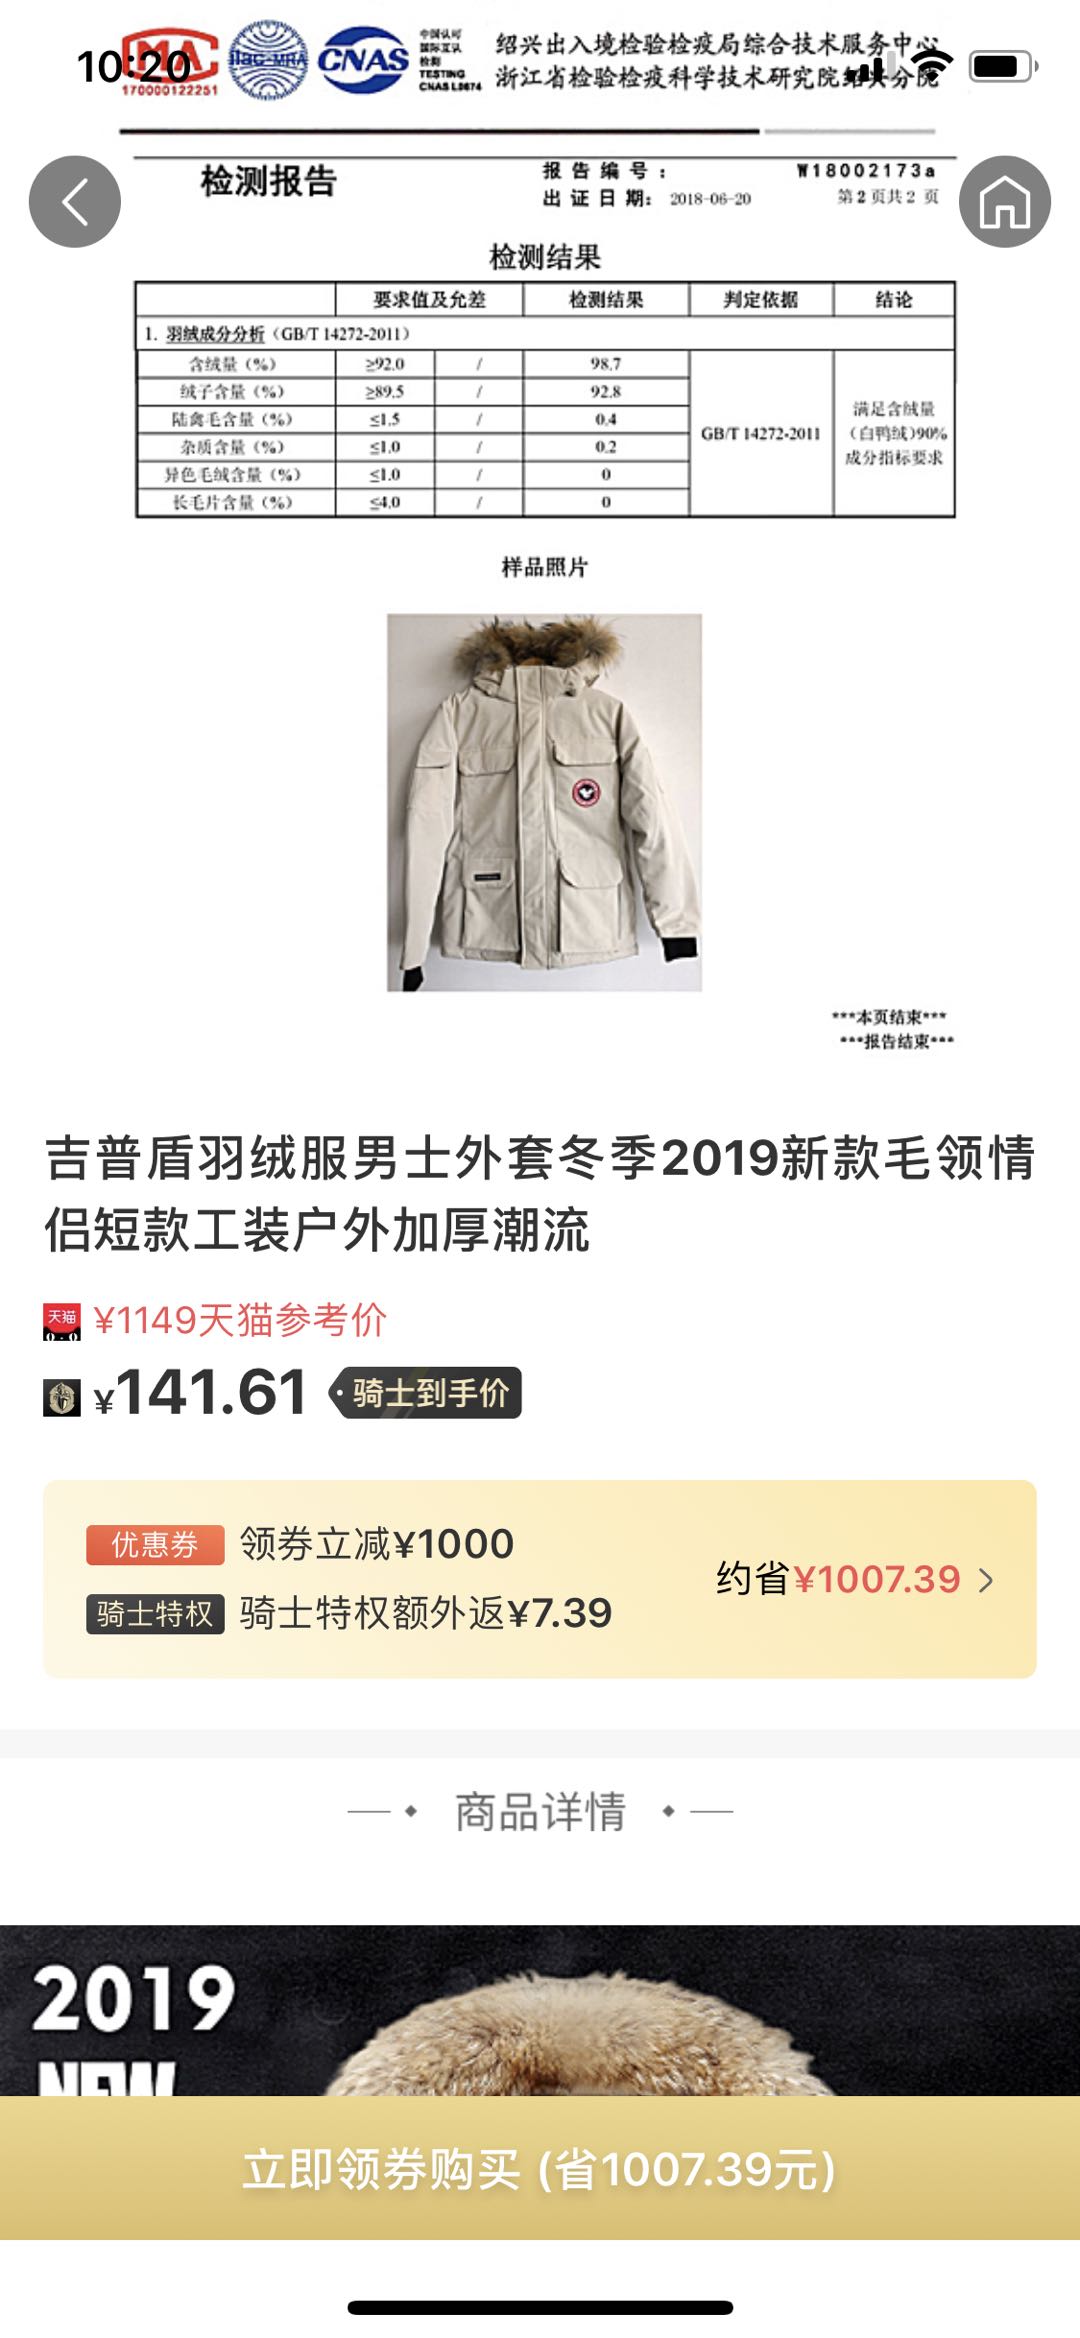 10:20
MA
170000122251
ilac-MRA
CNAS
中国认可
国际互认
检测
TESTING
CNAS L0674
绍兴出入境检验检疫局综合技术服务中心
浙江省检验检疫科学技术研究院绍兴分院
检测报告
报告编号: W18002173a
出证日期: 2018-06-20 第2页共2 页
检测结果
要求值及允差 检测结果 判定依据 结论
1. 羽绒成分分析（GB/T 14272-2011）
含绒量（%） ≥92.0 / 98.7
绒子含量（%） ≥89.5 / 92.8
陆禽毛含量（%） ≤1.5 / 0.4
杂质含量（%） ≤1.0 / 0.2
异色毛绒含量（%） ≤1.0 / 0
长毛片含量（%） ≤4.0 / 0
GB/T 14272-2011
满足含绒量
（白鸭绒)90%
成分指标要求
样品照片
***本页结束***
***报告结束***
吉普盾羽绒服男士外套冬季2019新款毛领情
侣短款工装户外加厚潮流
天猫 ¥1149天猫参考价
¥141.61 骑士到手价
优惠券 领券立减¥1000
骑士特权 骑士特权额外返¥7.39
约省¥1007.39
商品详情
2019
NEW
立即领券购买 (省1007.39元)